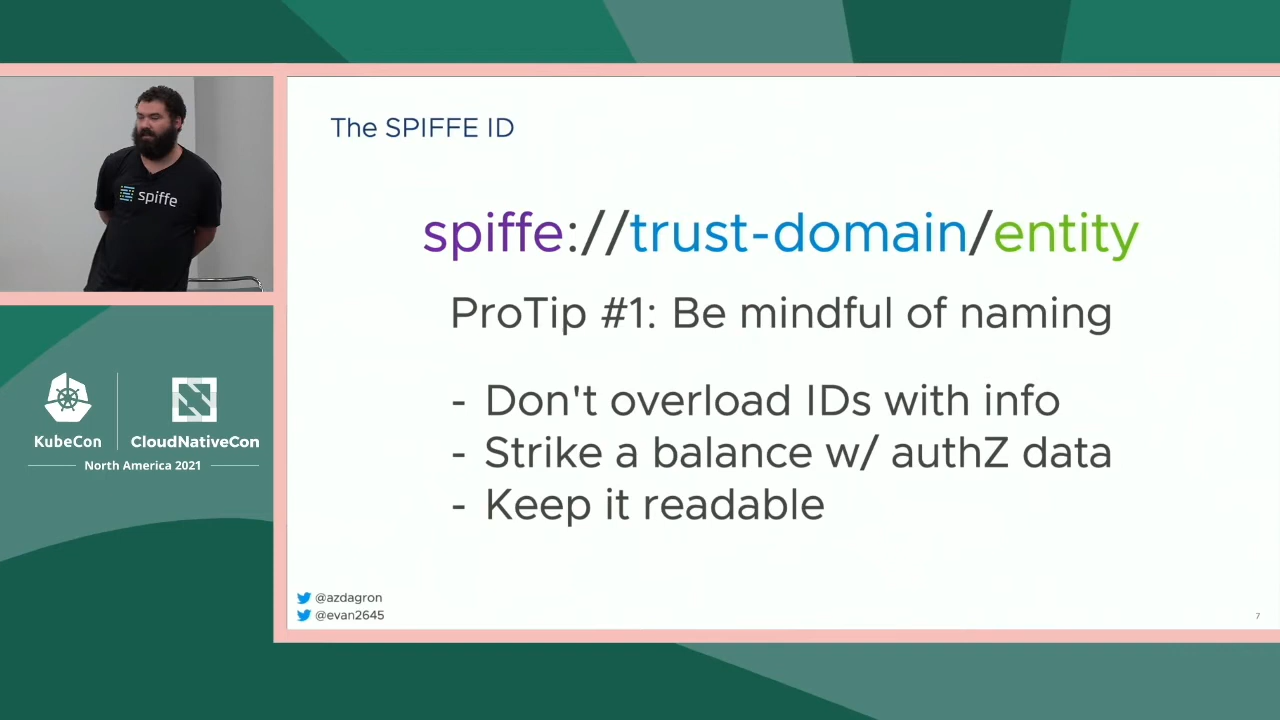 The SPIFFE ID
spiffe://trust-domain/entity
ProTip #1: Be mindful of naming
- Don't overload IDs with info
- Strike a balance w/ authZ data
- Keep it readable
@azdagron
@evan2645
7
spiffe
KubeCon
CloudNativeCon
North America 2021